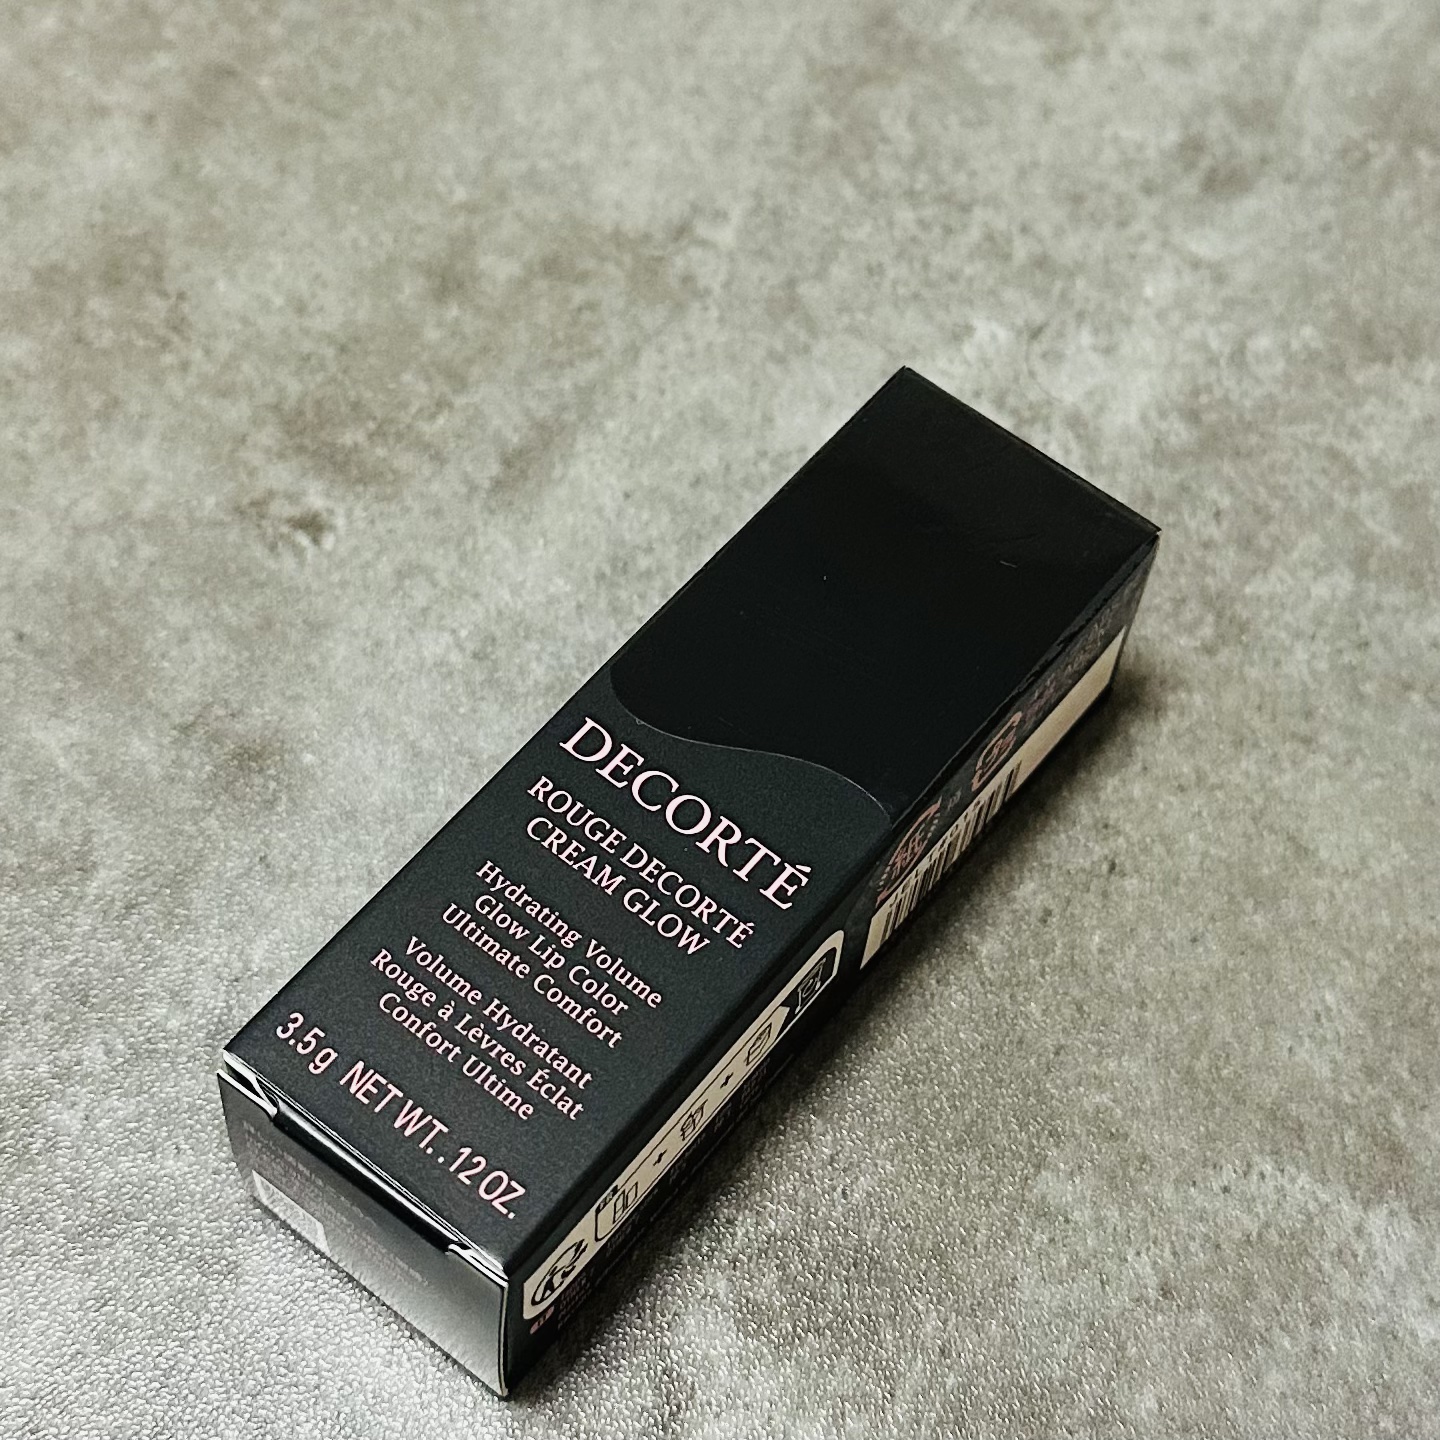 DECORTÉ
ROUGE DECORTÉ
CREAM GLOW
Hydrating Volume
Glow Lip Color
Ultimate Comfort
Volume Hydratant
Rouge à Lèvres Éclat
Confort Ultime
3.5g NET WT. .12 OZ.
紙